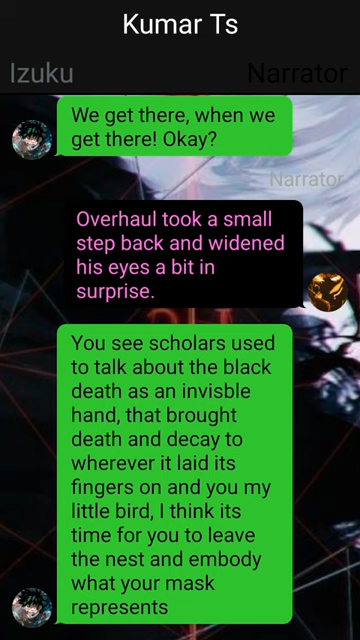 Kumar Ts
Izuku
Narrator
We get there, when we
get there! Okay?
Narrator
Overhaul took a small
step back and widened
his eyes a bit in
surprise.
You see scholars used
to talk about the black
death as an invisble
hand, that brought
death and decay to
wherever it laid its
fingers on and you my
little bird, I think its
time for you to leave
the nest and embody
what your mask
represents